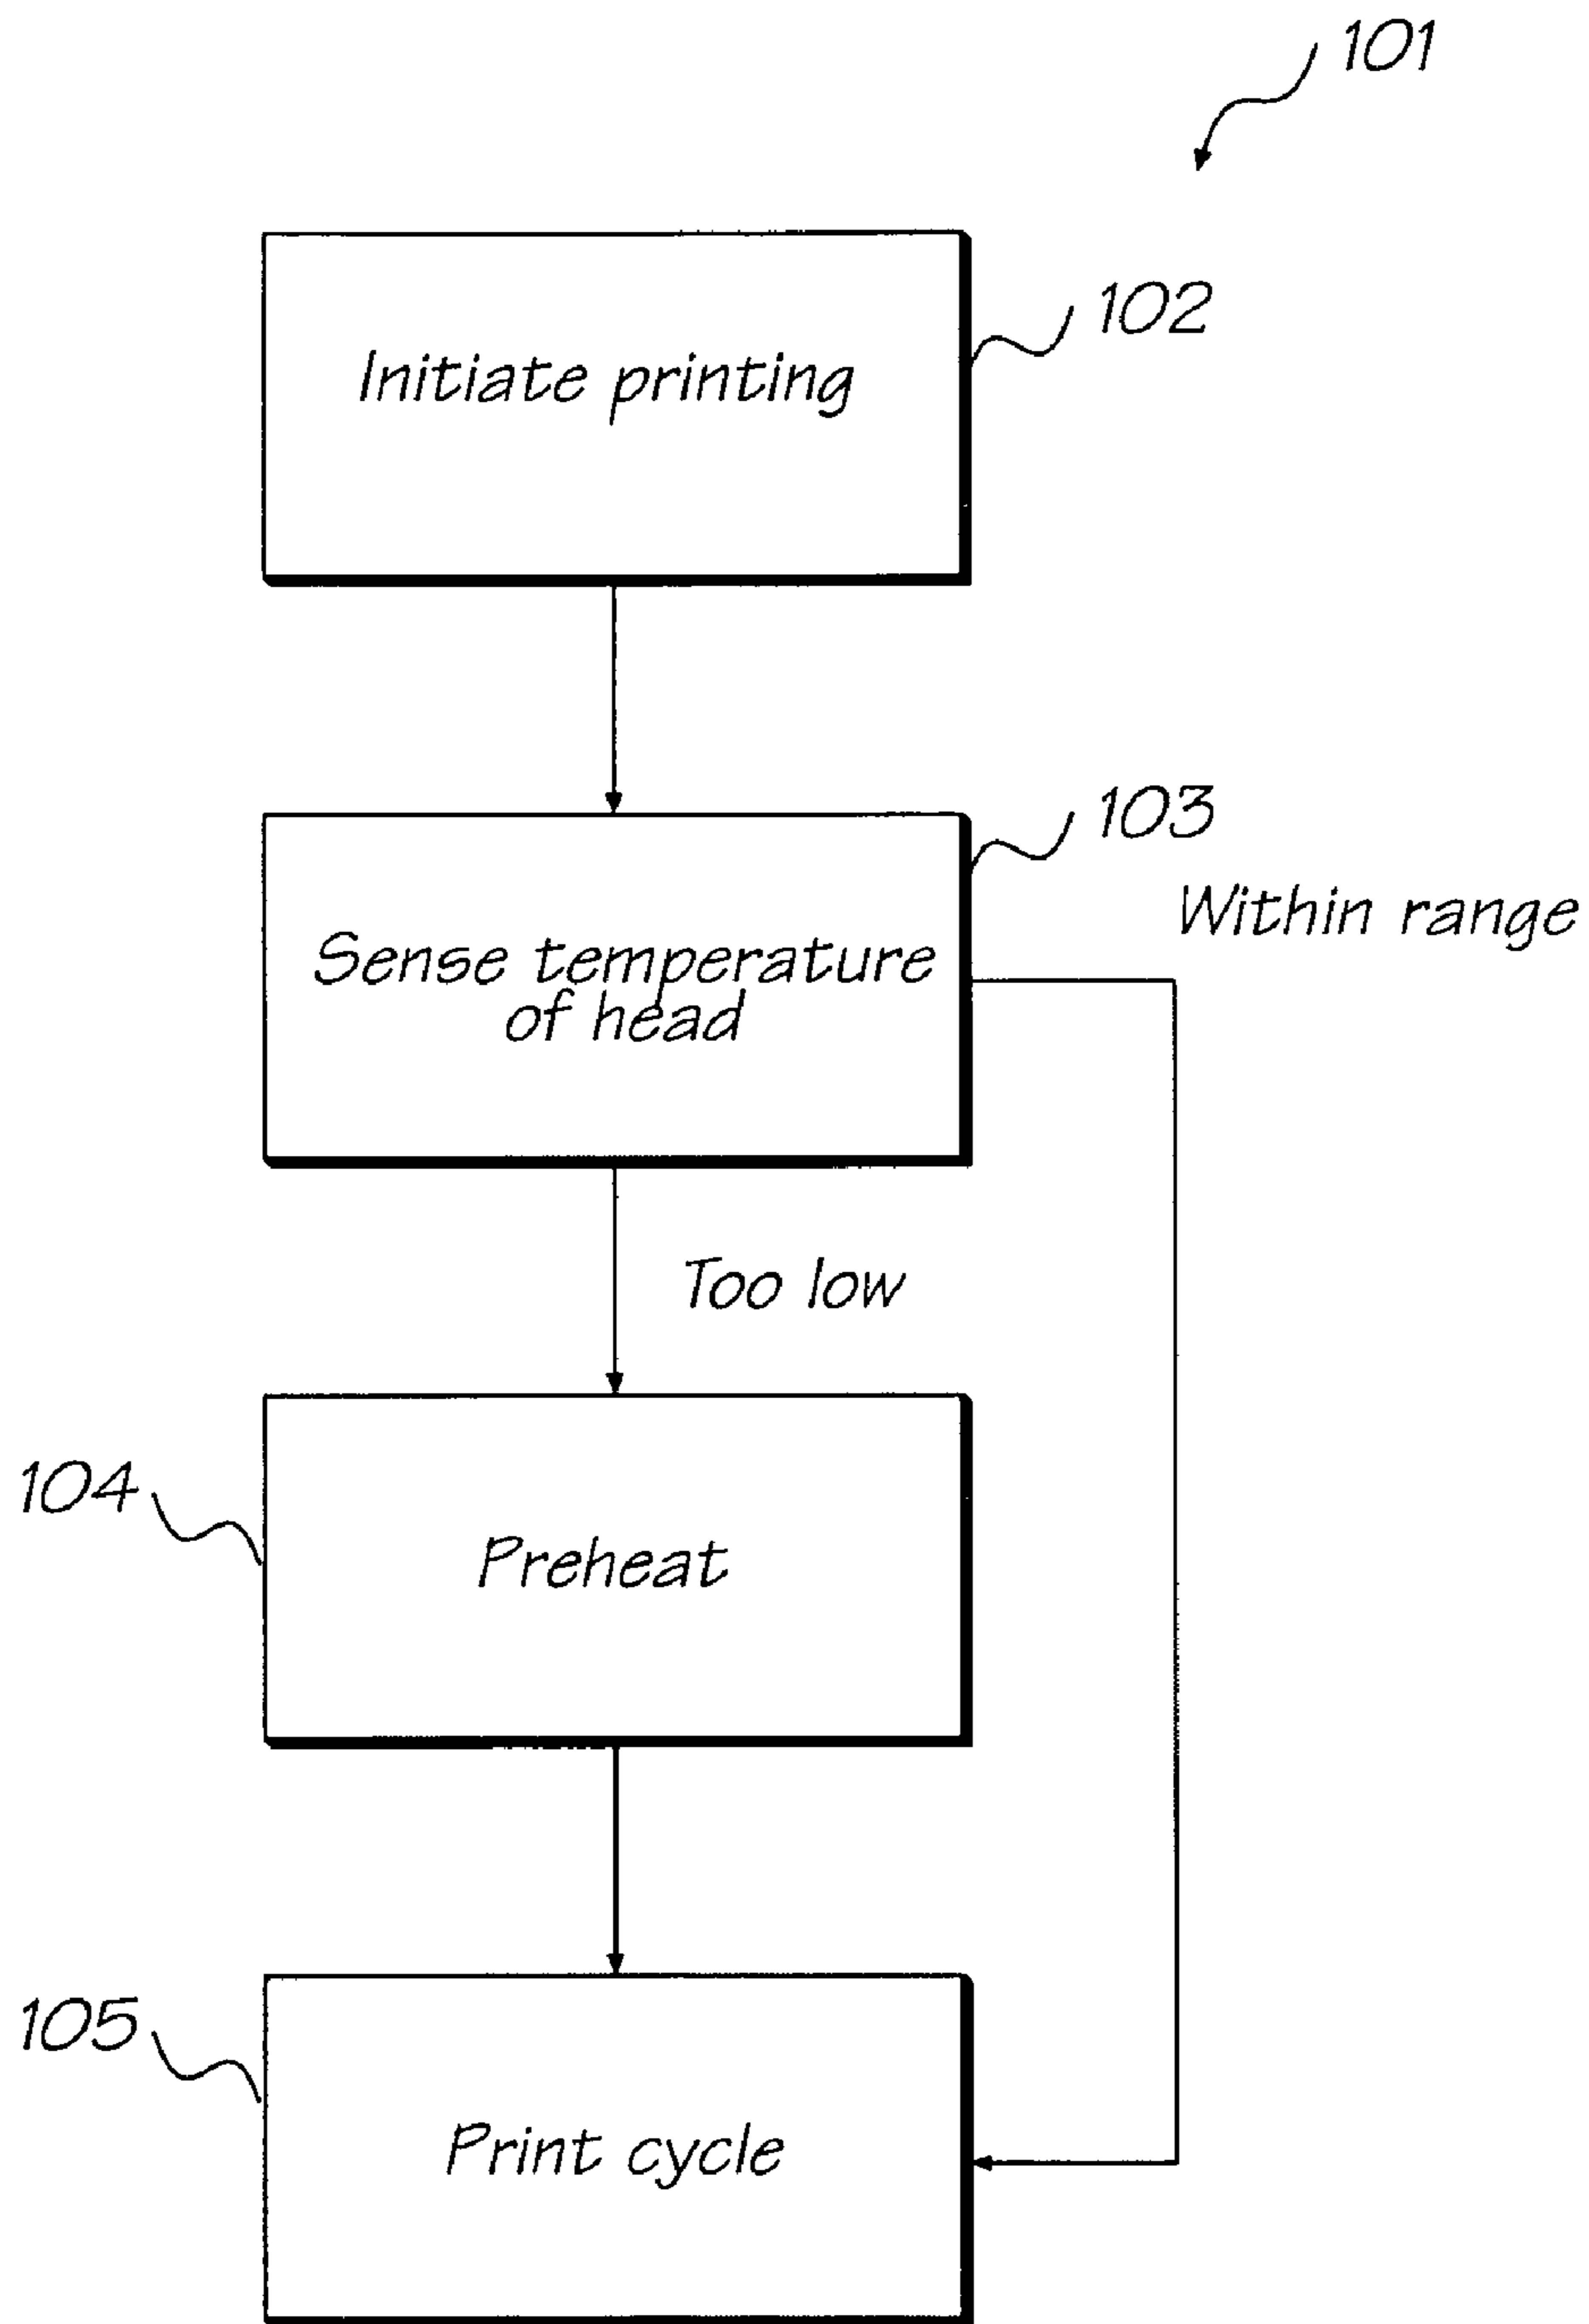 101
Initiate printing
102
103
Within range
Sense temperature
of head
Too low
104
Preheat
105
Print cycle